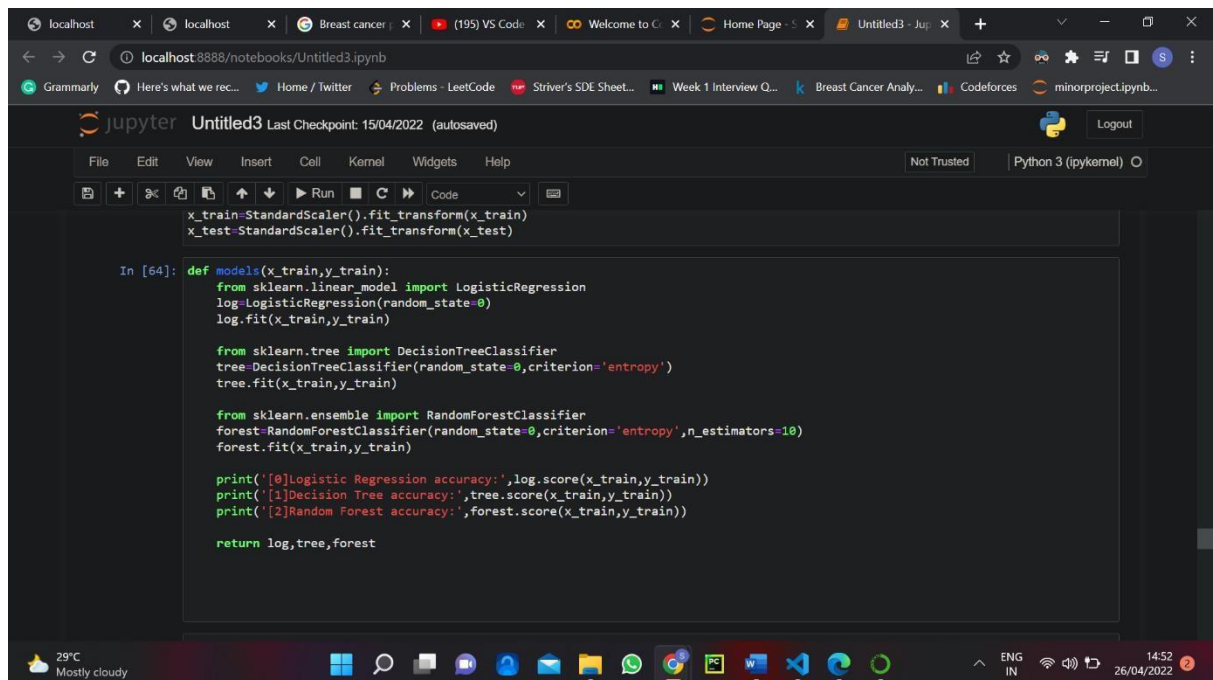 localhost
localhost
Breast cancer p
(195) VS Code
Welcome to Co
Home Page - S
Untitled3 - Jup
localhost:8888/notebooks/Untitled3.ipynb
S
Grammarly
Here's what we rec...
Home / Twitter
Problems - LeetCode
TUF
Striver's SDE Sheet...
Week 1 Interview Q...
k
Breast Cancer Analy...
Codeforces
minorproject.ipynb...
jupyter Untitled3 Last Checkpoint: 15/04/2022 (autosaved)
Logout
File Edit View Insert Cell Kernel Widgets Help
Not Trusted
Python 3 (ipykernel)
Run
Code
x_train=StandardScaler().fit_transform(x_train)
x_test=StandardScaler().fit_transform(x_test)
In [64]: def models(x_train,y_train):
from sklearn.linear_model import LogisticRegression
log=LogisticRegression(random_state=0)
log.fit(x_train,y_train)
from sklearn.tree import DecisionTreeClassifier
tree=DecisionTreeClassifier(random_state=0,criterion='entropy')
tree.fit(x_train,y_train)
from sklearn.ensemble import RandomForestClassifier
forest=RandomForestClassifier(random_state=0,criterion='entropy',n_estimators=10)
forest.fit(x_train,y_train)
print('[0]Logistic Regression accuracy:',log.score(x_train,y_train))
print('[1]Decision Tree accuracy:',tree.score(x_train,y_train))
print('[2]Random Forest accuracy:',forest.score(x_train,y_train))
return log,tree,forest
29°C
Mostly cloudy
PC
W
ENG
IN
14:52
26/04/2022
2